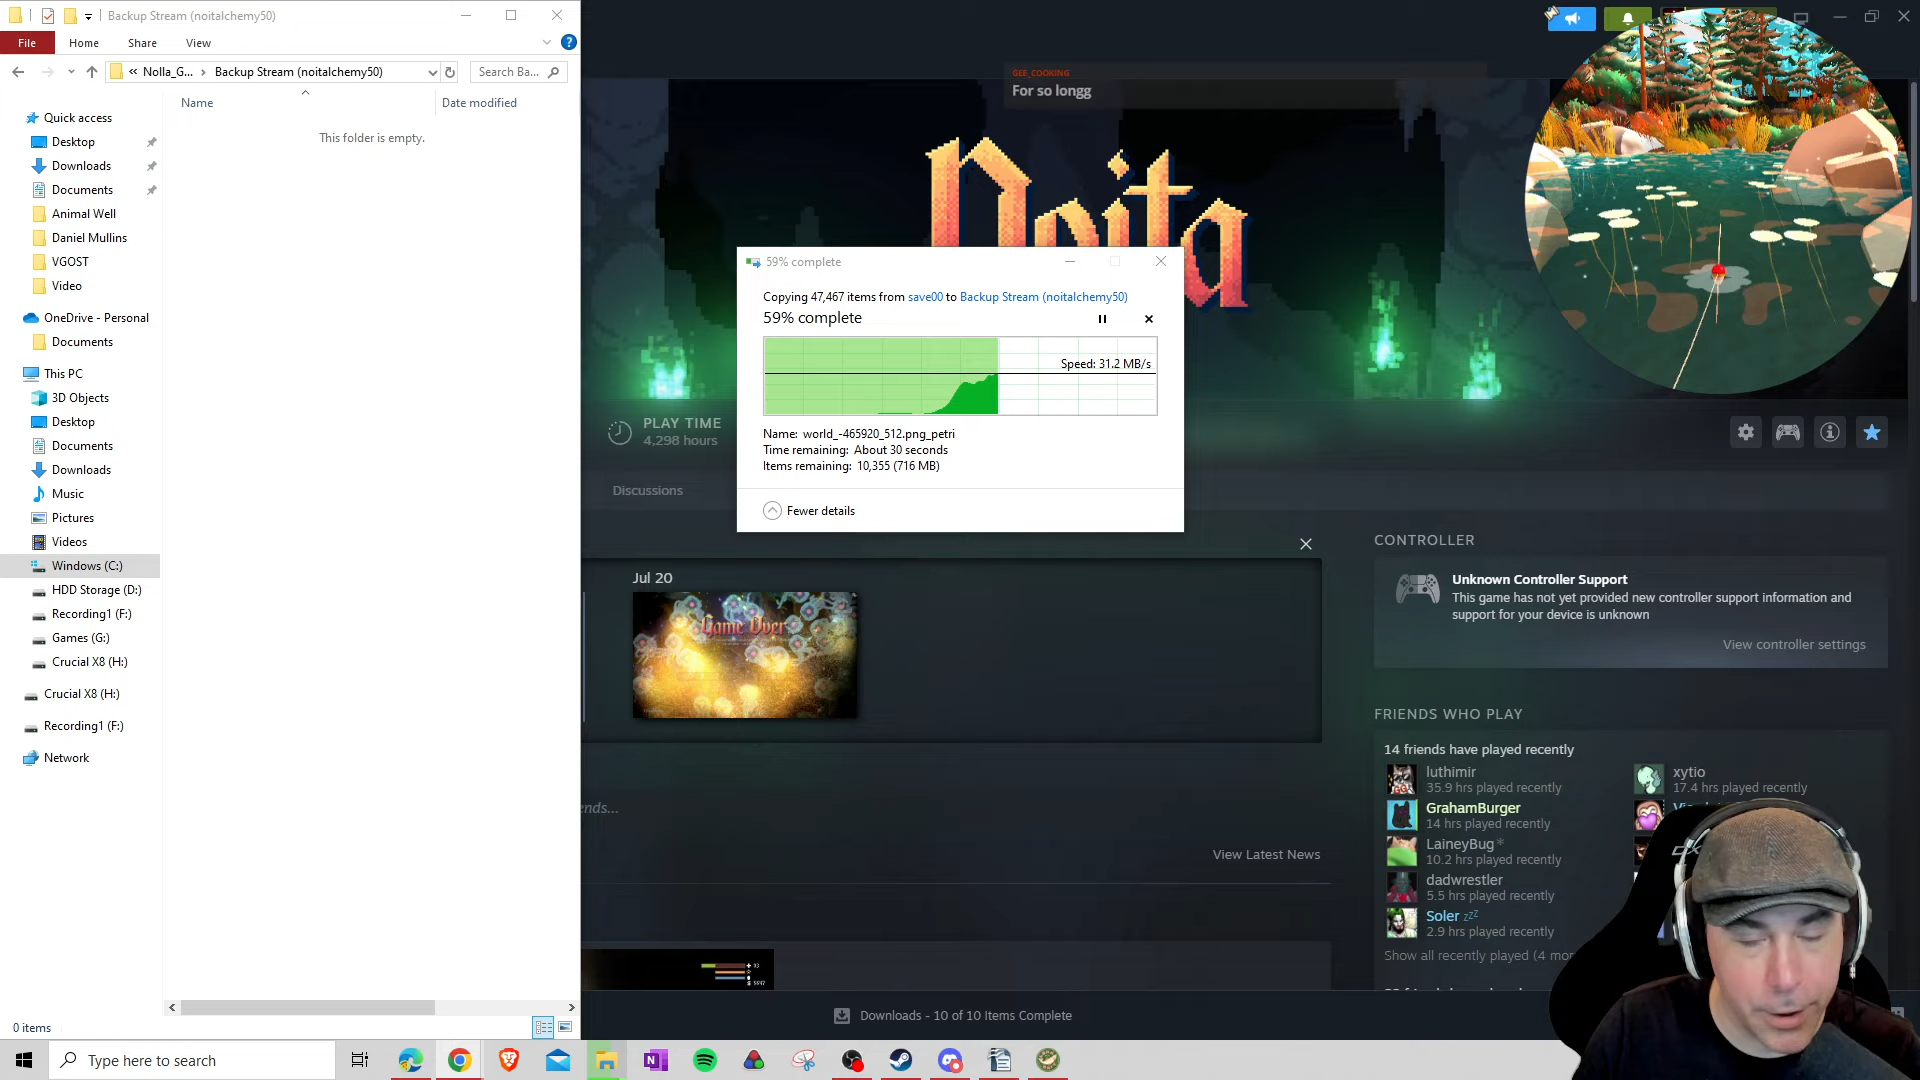 Backup Stream (noitalchemy50)
File
Home
Share
View
«
Nolla_G...
Backup Stream (noitalchemy50)
Search Ba...
Name
Date modified
This folder is empty.
Quick access
Desktop
Downloads
Documents
Animal Well
Daniel Mullins
VGOST
Video
OneDrive - Personal
Documents
This PC
3D Objects
Desktop
Documents
Downloads
Music
Pictures
Videos
Windows (C:)
HDD Storage (D:)
Recording1 (F:)
Games (G:)
Crucial X8 (H:)
Crucial X8 (H:)
Recording1 (F:)
Network
0 items
GEE_COOKING
For so longg
Noita
59% complete
Copying 47,467 items from save00 to Backup Stream (noitalchemy50)
59% complete
Speed: 31.2 MB/s
Name: world_-465920_512.png_petri
Time remaining: About 30 seconds
Items remaining: 10,355 (716 MB)
Fewer details
PLAY TIME
4,298 hours
Discussions
Jul 20
Game Over
ends...
View Latest News
CONTROLLER
Unknown Controller Support
This game has not yet provided new controller support information and
support for your device is unknown
View controller settings
FRIENDS WHO PLAY
14 friends have played recently
luthimir
35.9 hrs played recently
xytio
17.4 hrs played recently
GrahamBurger
14 hrs played recently
LaineyBug*
10.2 hrs played recently
dadwrestler
5.5 hrs played recently
Soler zzZ
2.9 hrs played recently
Show all recently played (4 mor
Downloads - 10 of 10 Items Complete
Type here to search